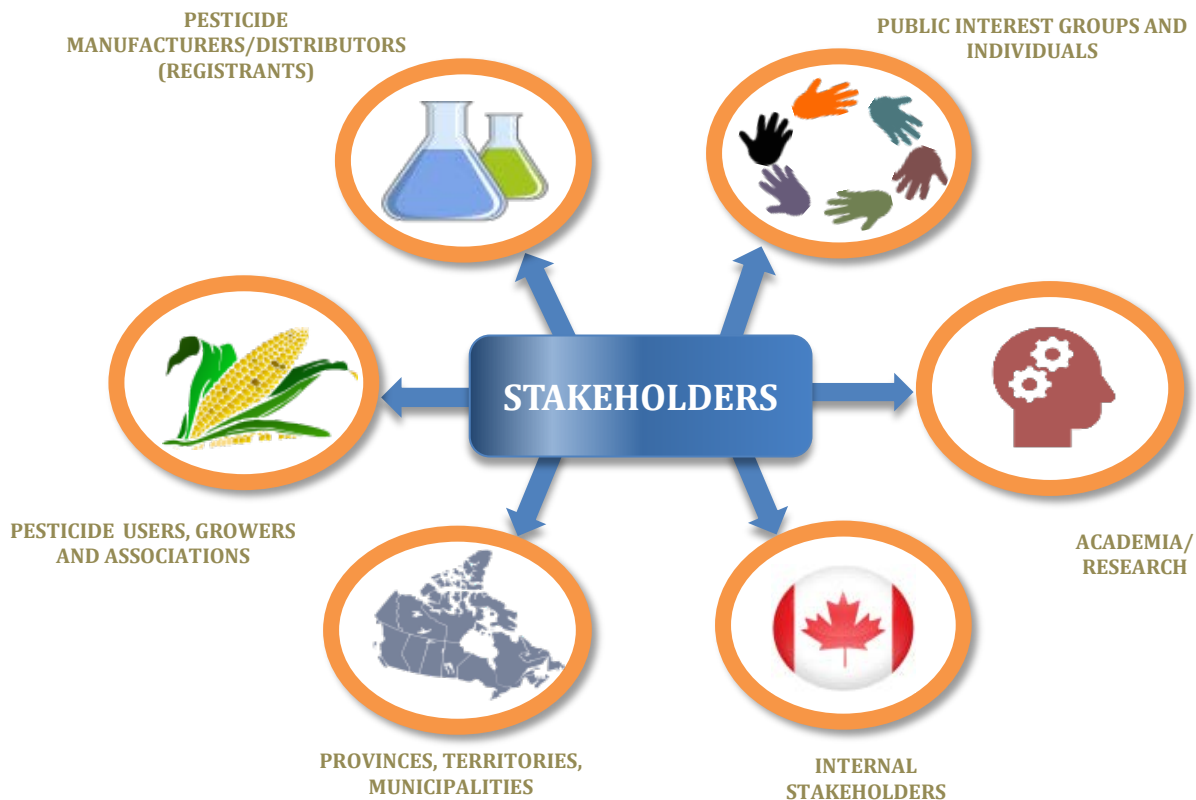 PESTICIDE
MANUFACTURERS/DISTRIBUTORS
(REGISTRANTS)
PUBLIC INTEREST GROUPS AND
INDIVIDUALS
STAKEHOLDERS
PESTICIDE USERS, GROWERS
AND ASSOCIATIONS
ACADEMIA/
RESEARCH
PROVINCES, TERRITORIES,
MUNICIPALITIES
INTERNAL
STAKEHOLDERS